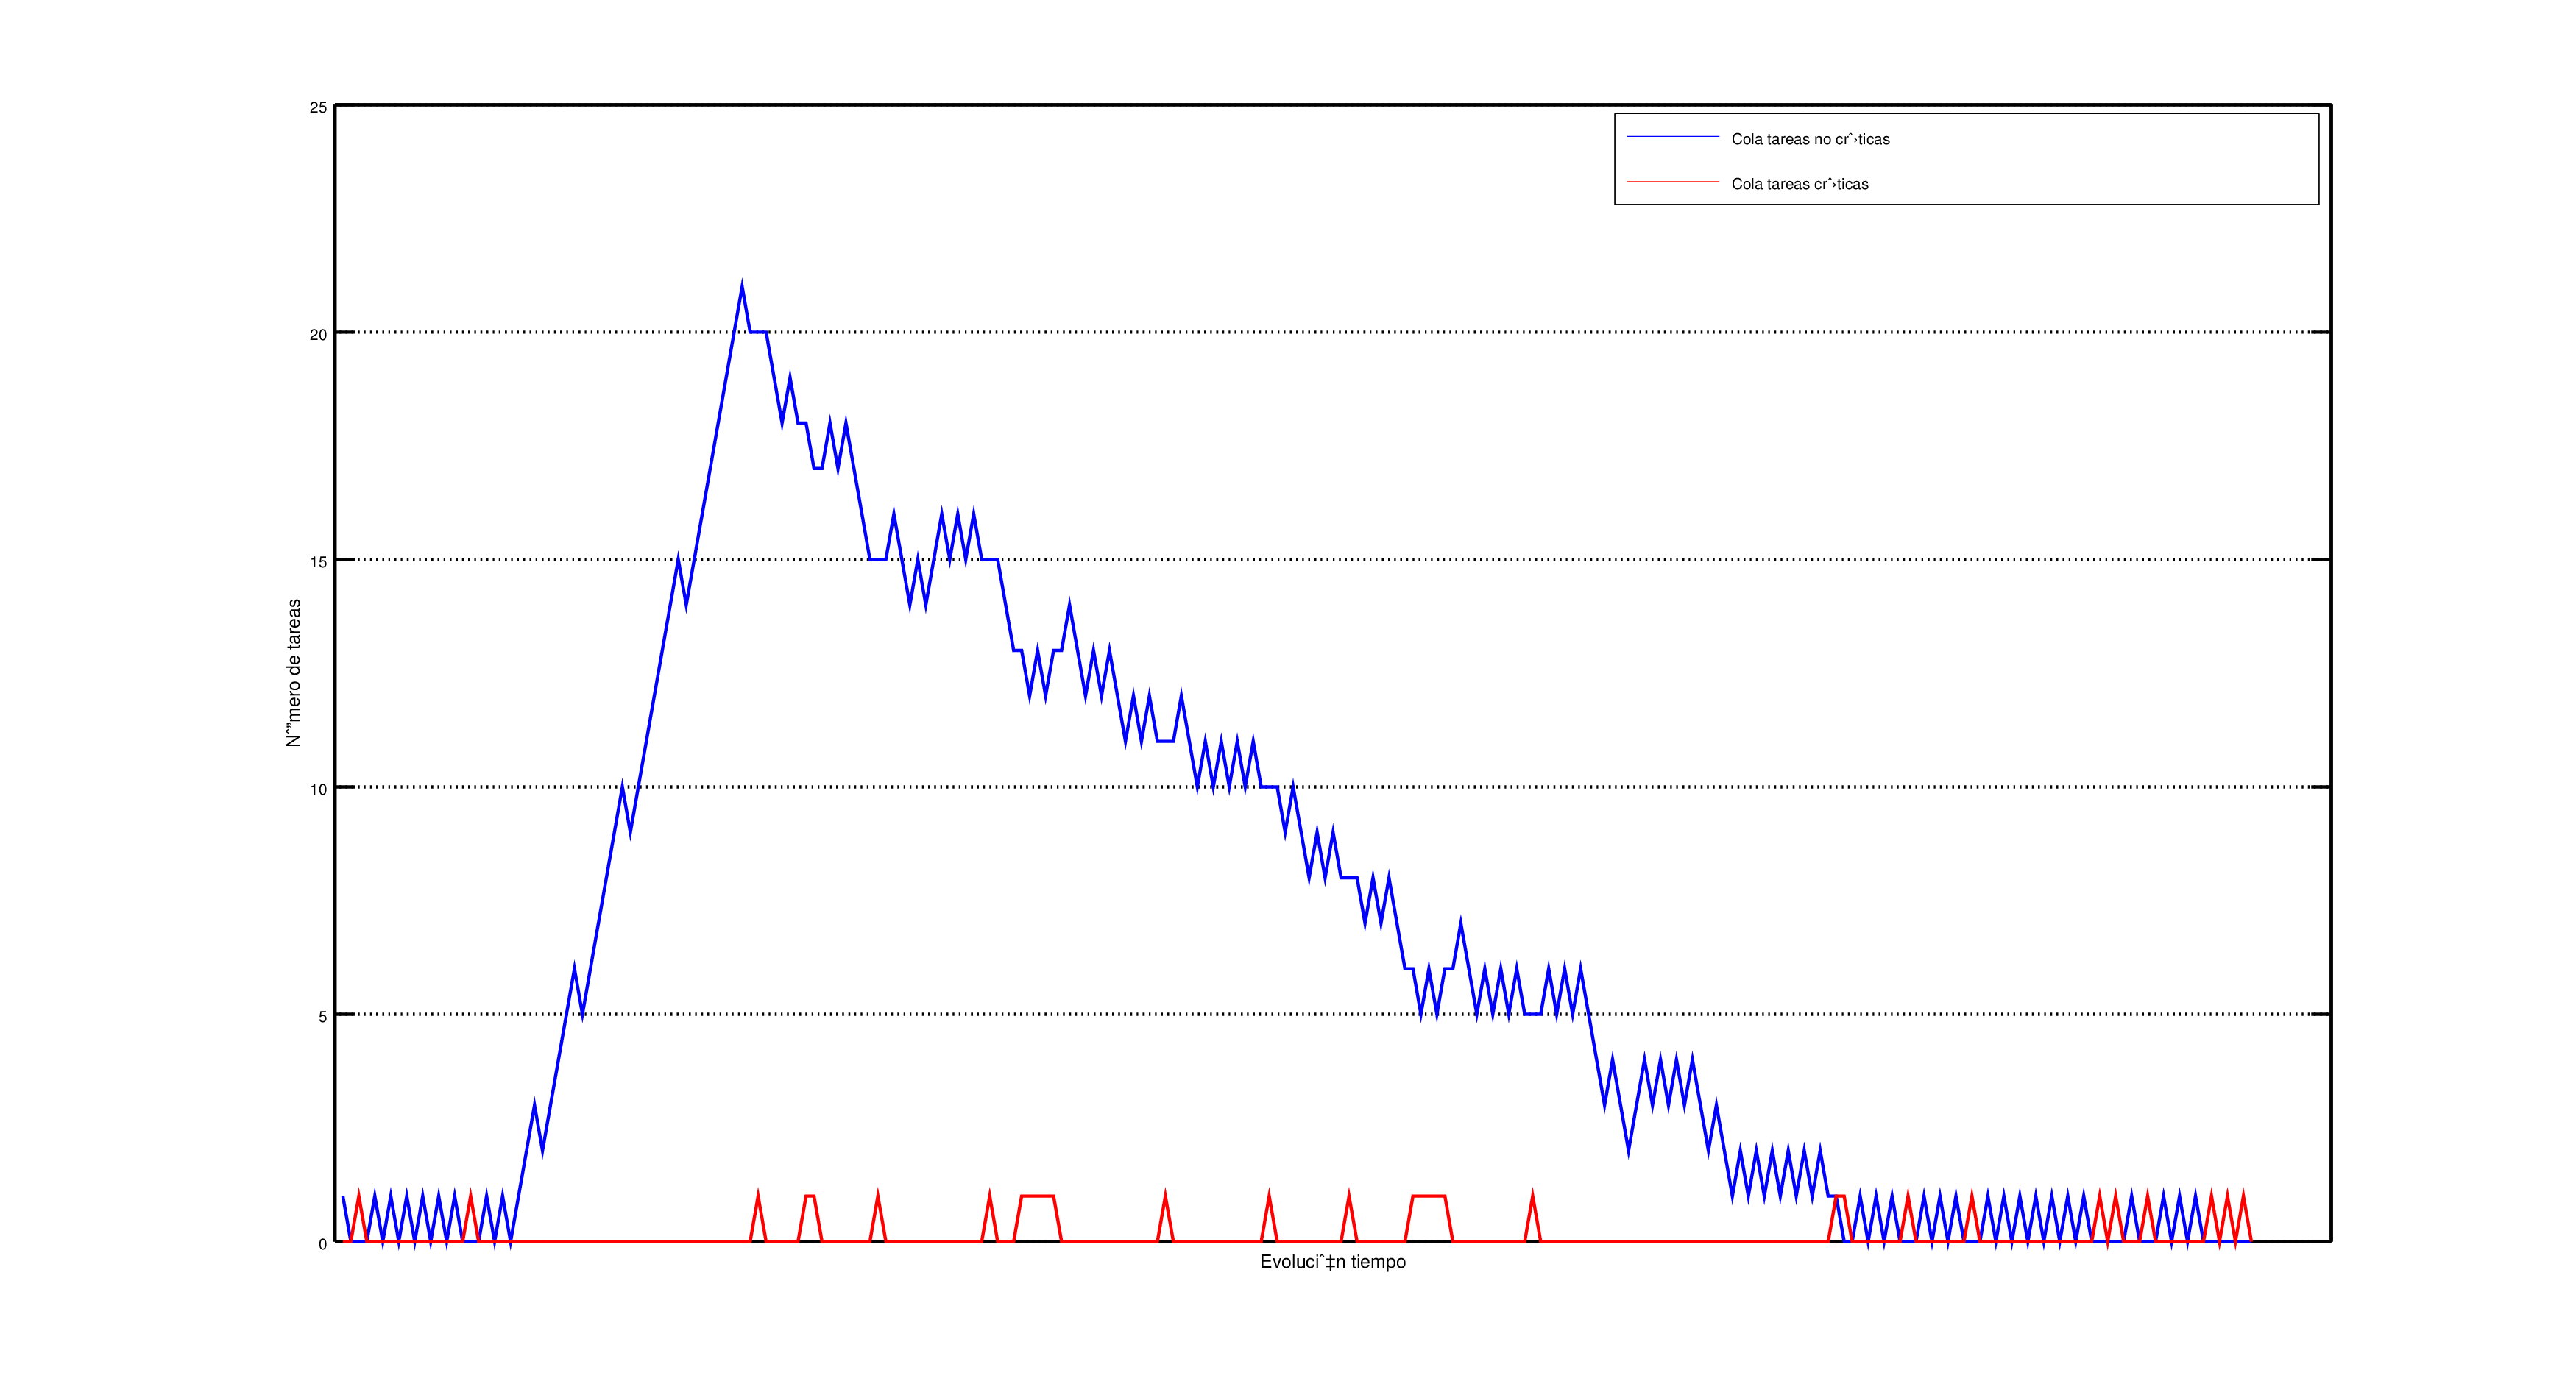 25
Cola tareas no crˆ›ticas
Cola tareas crˆ›ticas
20
15
Nˆ”mero de tareas
10
5
0
Evoluciˆ‡n tiempo